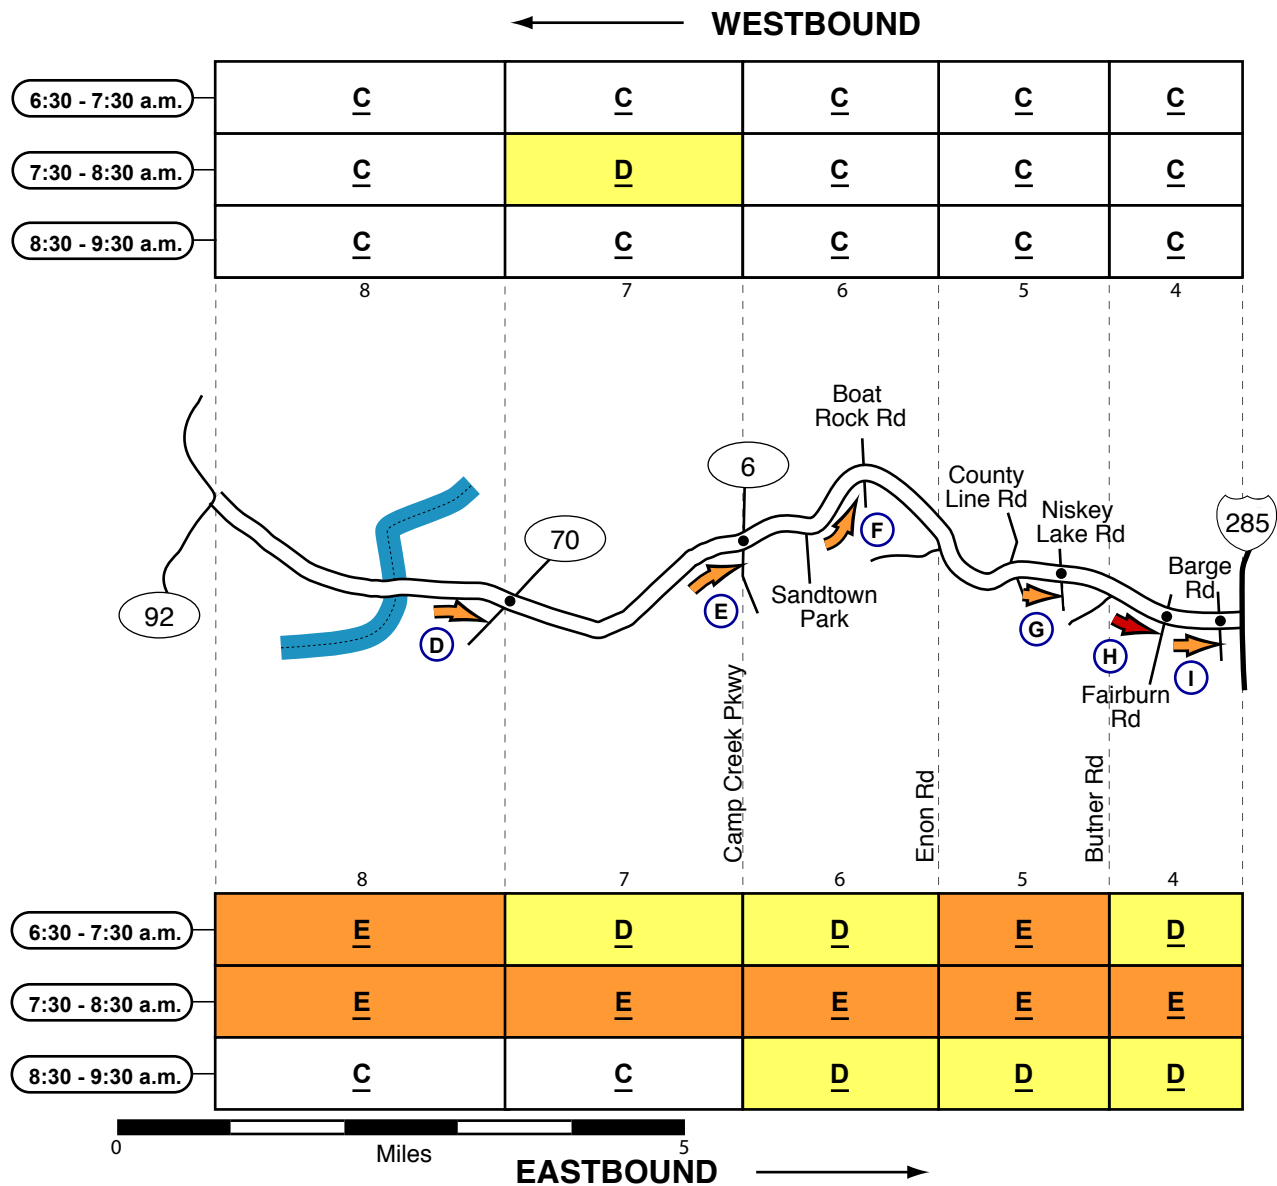 WESTBOUND
6:30 - 7:30 a.m. C C C C C
7:30 - 8:30 a.m. C D C C C
8:30 - 9:30 a.m. C C C C C
8 7 6 5 4
Boat
Rock Rd
6
County
Line Rd
Niskey
Lake Rd
285
70
F
Barge
Rd
92
D
E
Sandtown
Park
G
H
I
Fairburn
Rd
Camp Creek Pkwy
Enon Rd
Butner Rd
8 7 6 5 4
6:30 - 7:30 a.m. E D D E D
7:30 - 8:30 a.m. E E E E E
8:30 - 9:30 a.m. C C D D D
0 5
Miles
EASTBOUND